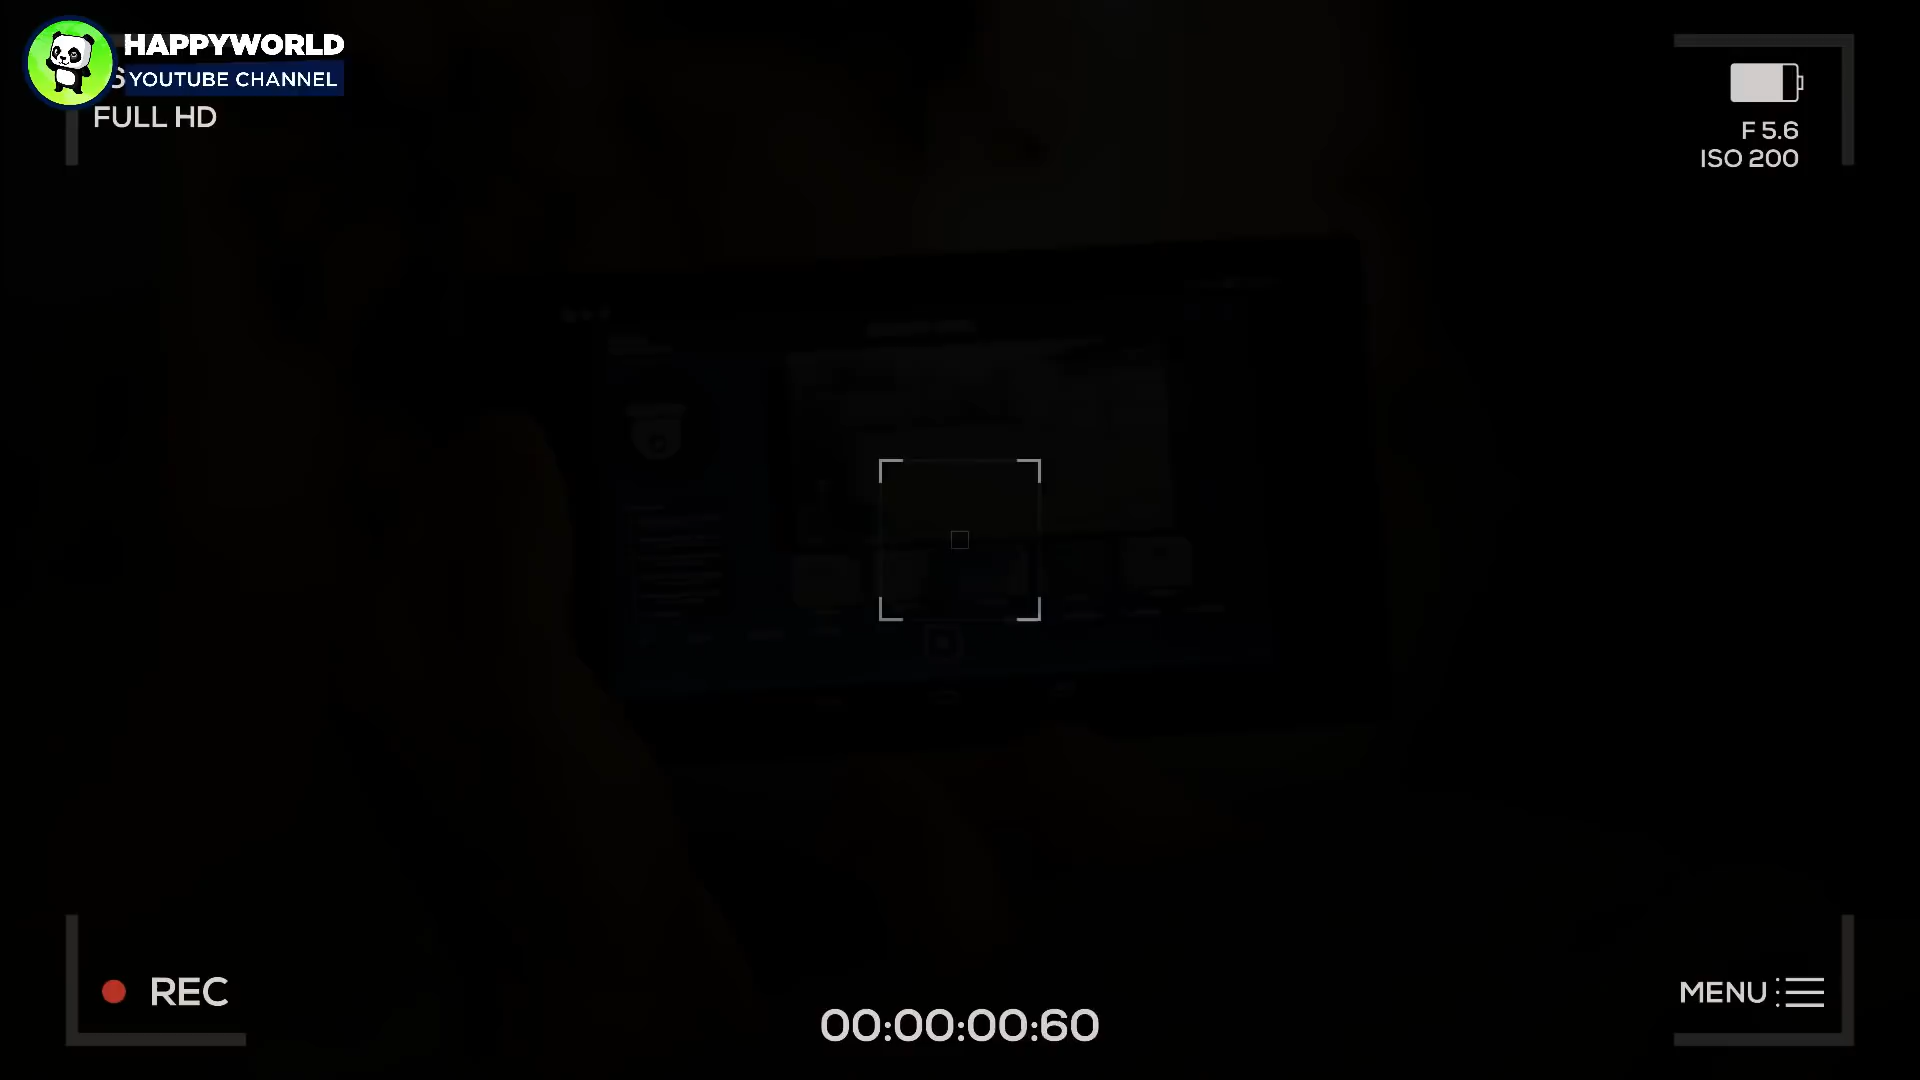 HAPPYWORLD
YOUTUBE CHANNEL
FULL HD
F 5.6
ISO 200
REC
MENU
00:00:00:60